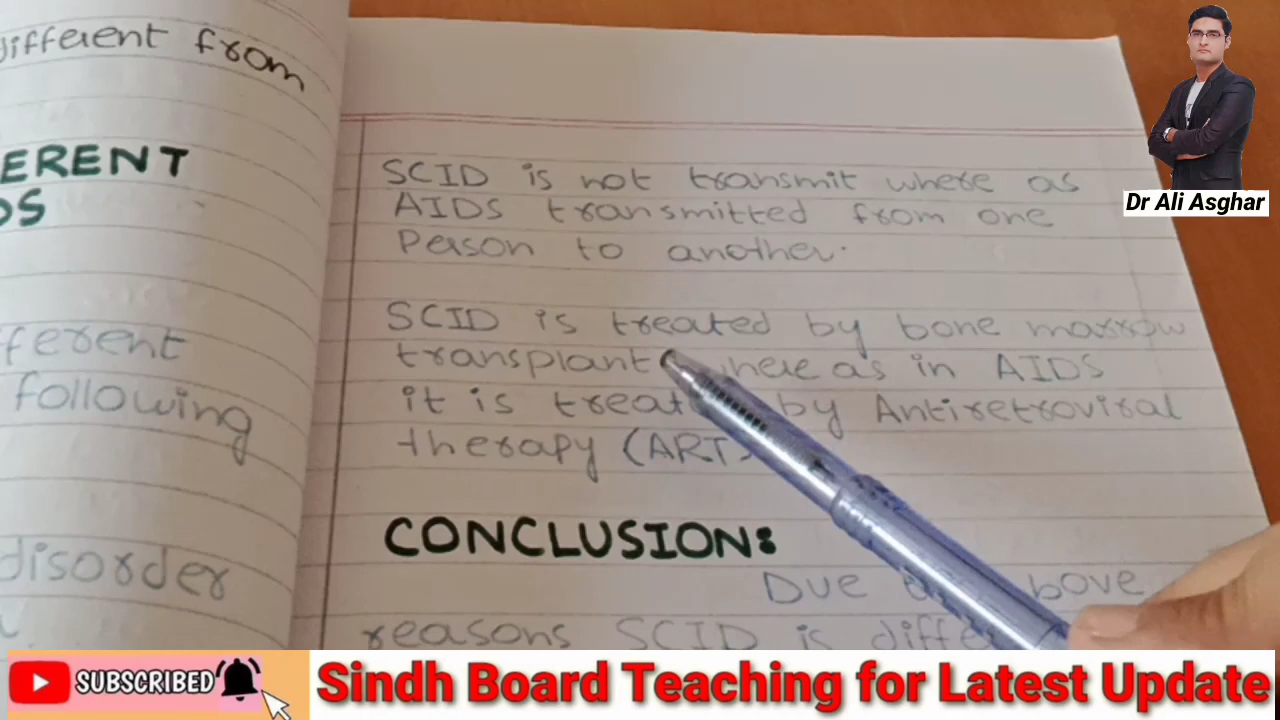 different from
ERENT
DS
fferent
following
disorder
SCID is not transmit where as
AIDS transmitted from one
Person to another.
SCID is treated by bone marrow
transplant where as in AIDS
it is treat by Antiretroviral
therapy (ART)
CONCLUSION:
Due bove
reasons SCID is diffe
Dr Ali Asghar
SUBSCRIBED
Sindh Board Teaching for Latest Update